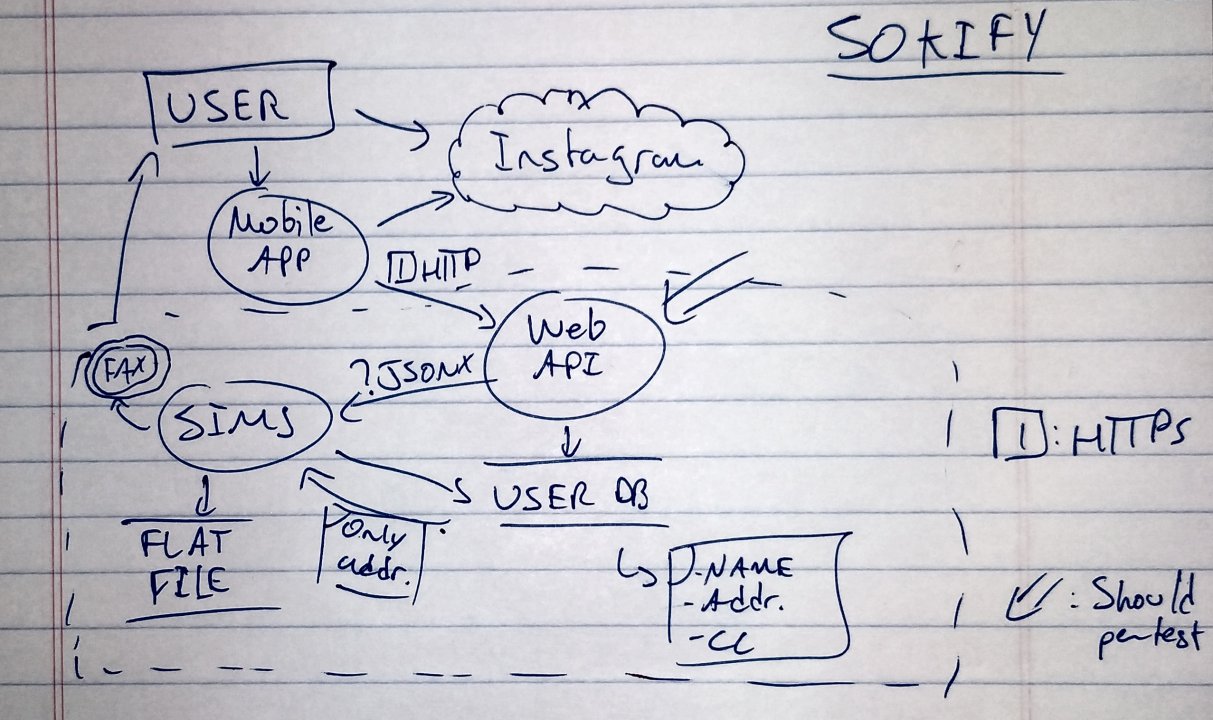 SOKIFY
USER
Instagram
Mobile
APP
1 HTTP
Web
API
?JSONX
FAX
SIMS
1: HTTPS
USER DB
FLAT
FILE
Only
addr.
-NAME
-Addr.
-CC
: Should
pentest